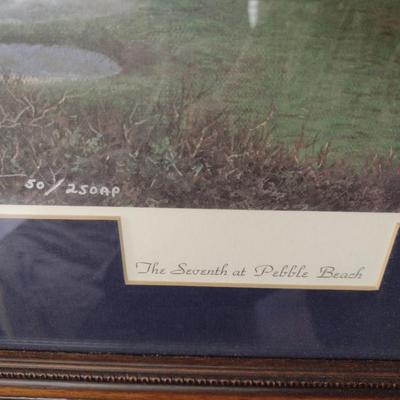 50/250AP
The Seventh at Pebble Beach